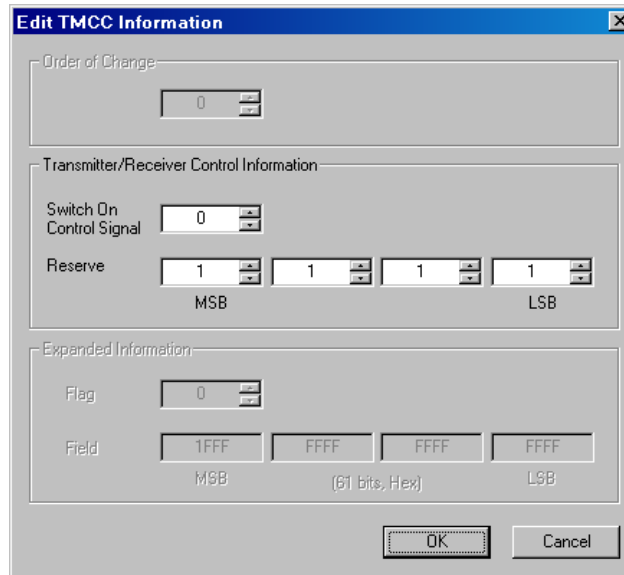 Edit TMCC Information
Order of Change
0
Transmitter/Receiver Control Information
Switch On
Control Signal
0
Reserve
1 1 1 1
MSB LSB
Expanded Information
Flag
0
Field
1FFF FFFF FFFF FFFF
MSB (61 bits, Hex) LSB
OK Cancel